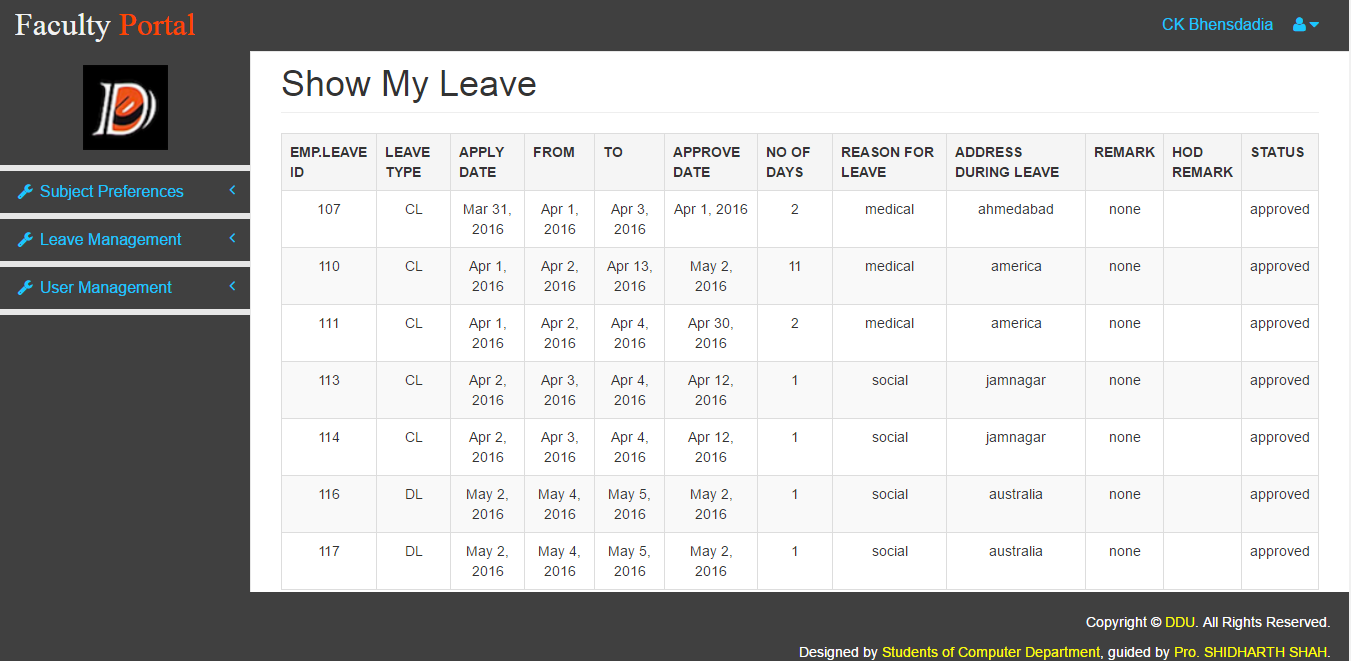 Faculty Portal
CK Bhensdadia
Subject Preferences
Leave Management
User Management
Show My Leave
EMP.LEAVE ID LEAVE TYPE APPLY DATE FROM TO APPROVE DATE NO OF DAYS REASON FOR LEAVE ADDRESS DURING LEAVE REMARK HOD REMARK STATUS
107 CL Mar 31, 2016 Apr 1, 2016 Apr 3, 2016 Apr 1, 2016 2 medical ahmedabad none approved
110 CL Apr 1, 2016 Apr 2, 2016 Apr 13, 2016 May 2, 2016 11 medical america none approved
111 CL Apr 1, 2016 Apr 2, 2016 Apr 4, 2016 Apr 30, 2016 2 medical america none approved
113 CL Apr 2, 2016 Apr 3, 2016 Apr 4, 2016 Apr 12, 2016 1 social jamnagar none approved
114 CL Apr 2, 2016 Apr 3, 2016 Apr 4, 2016 Apr 12, 2016 1 social jamnagar none approved
116 DL May 2, 2016 May 4, 2016 May 5, 2016 May 2, 2016 1 social australia none approved
117 DL May 2, 2016 May 4, 2016 May 5, 2016 May 2, 2016 1 social australia none approved
Copyright © DDU. All Rights Reserved.
Designed by Students of Computer Department, guided by Pro. SHIDHARTH SHAH.